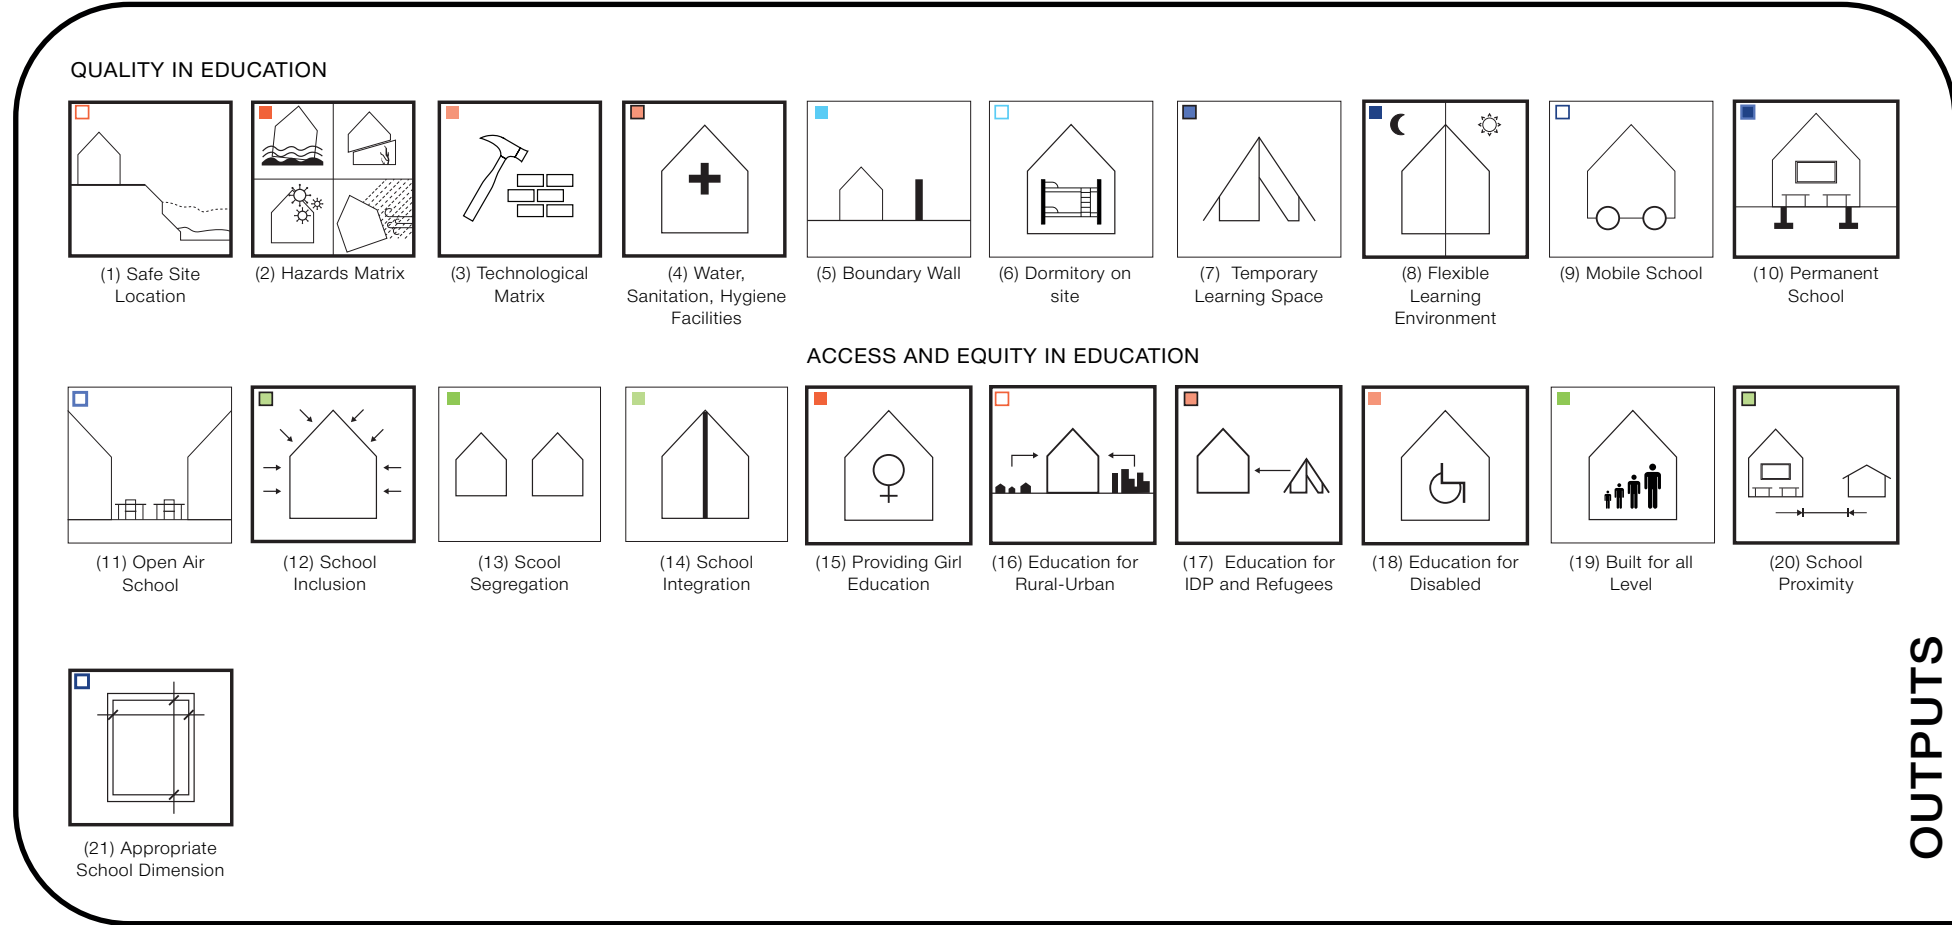 QUALITY IN EDUCATION
(1) Safe Site
Location
(2) Hazards Matrix
(3) Technological
Matrix
(4) Water,
Sanitation, Hygiene
Facilities
(5) Boundary Wall
(6) Dormitory on
site
(7) Temporary
Learning Space
(8) Flexible
Learning
Environment
(9) Mobile School
(10) Permanent
School
ACCESS AND EQUITY IN EDUCATION
(11) Open Air
School
(12) School
Inclusion
(13) Scool
Segregation
(14) School
Integration
(15) Providing Girl
Education
(16) Education for
Rural-Urban
(17) Education for
IDP and Refugees
(18) Education for
Disabled
(19) Built for all
Level
(20) School
Proximity
(21) Appropriate
School Dimension
OUTPUTS